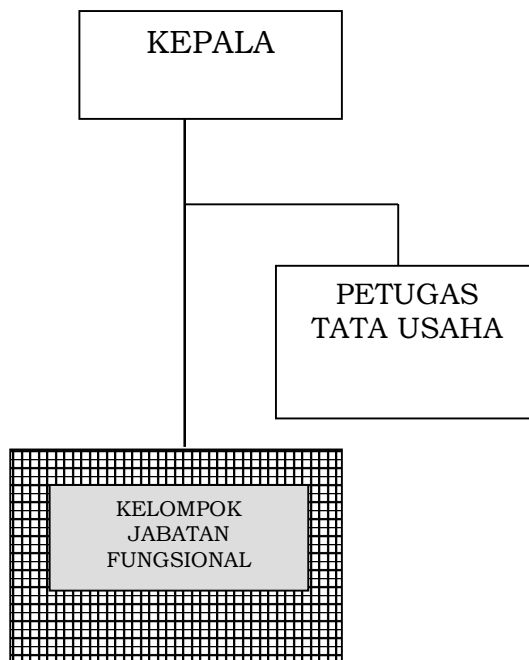 KEPALA
PETUGAS
TATA USAHA
KELOMPOK
JABATAN
FUNGSIONAL